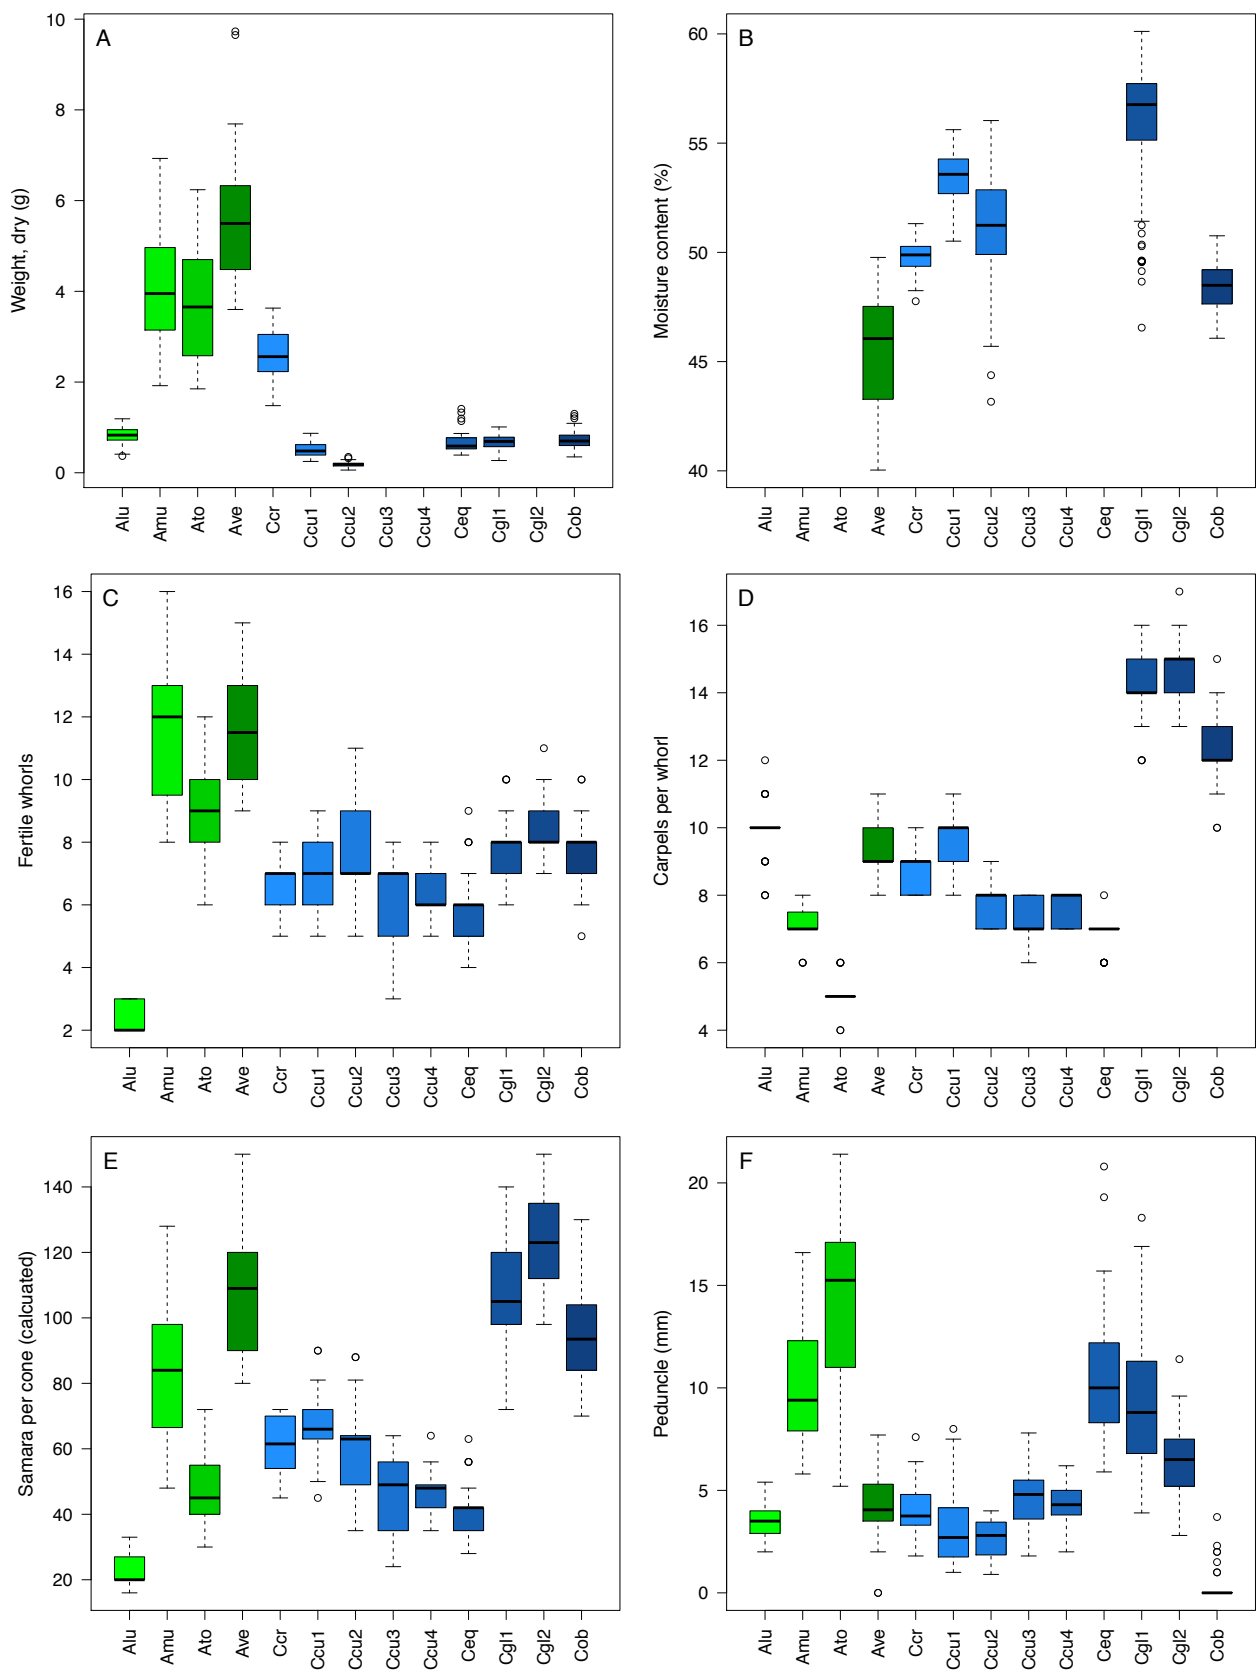 A
Weight, dry (g)
10
8
6
4
2
0
Alu Amu Ato Ave Ccr Ccu1 Ccu2 Ccu3 Ccu4 Ceq Cgl1 Cgl2 Cob
B
Moisture content (%)
60
55
50
45
40
Alu Amu Ato Ave Ccr Ccu1 Ccu2 Ccu3 Ccu4 Ceq Cgl1 Cgl2 Cob
C
Fertile whorls
16
14
12
10
8
6
4
2
Alu Amu Ato Ave Ccr Ccu1 Ccu2 Ccu3 Ccu4 Ceq Cgl1 Cgl2 Cob
D
Carpels per whorl
16
14
12
10
8
6
4
Alu Amu Ato Ave Ccr Ccu1 Ccu2 Ccu3 Ccu4 Ceq Cgl1 Cgl2 Cob
E
Samara per cone (calcuated)
140
120
100
80
60
40
20
Alu Amu Ato Ave Ccr Ccu1 Ccu2 Ccu3 Ccu4 Ceq Cgl1 Cgl2 Cob
F
Peduncle (mm)
20
15
10
5
0
Alu Amu Ato Ave Ccr Ccu1 Ccu2 Ccu3 Ccu4 Ceq Cgl1 Cgl2 Cob